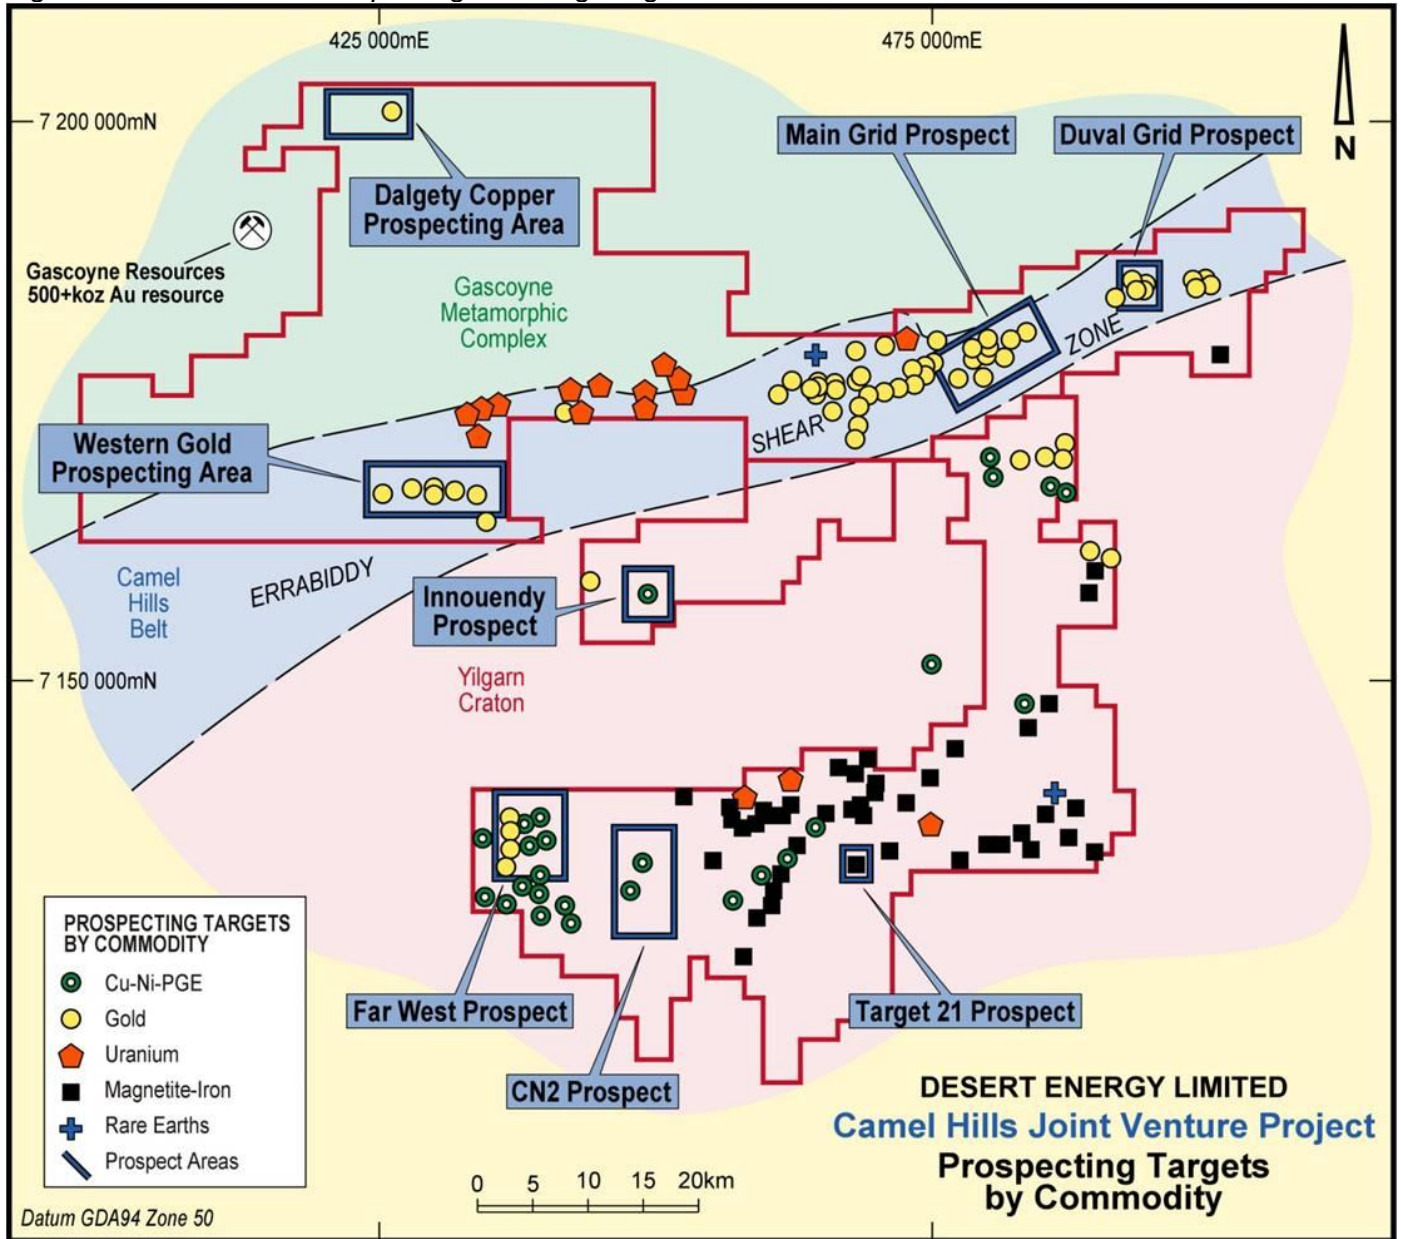 425 000mE
475 000mE
7 200 000mN
Main Grid Prospect
Duval Grid Prospect
N
Dalgety Copper
Prospecting Area
Gascoyne Resources
500+koz Au resource
Gascoyne
Metamorphic
Complex
ZONE
SHEAR
Western Gold
Prospecting Area
ERRABIDDY
Camel
Hills
Belt
Innouendy
Prospect
7 150 000mN
Yilgarn
Craton
PROSPECTING TARGETS
BY COMMODITY
Cu-Ni-PGE
Gold
Uranium
Magnetite-Iron
Rare Earths
Prospect Areas
Far West Prospect
Target 21 Prospect
CN2 Prospect
DESERT ENERGY LIMITED
Camel Hills Joint Venture Project
Prospecting Targets
by Commodity
0 5 10 15 20km
Datum GDA94 Zone 50